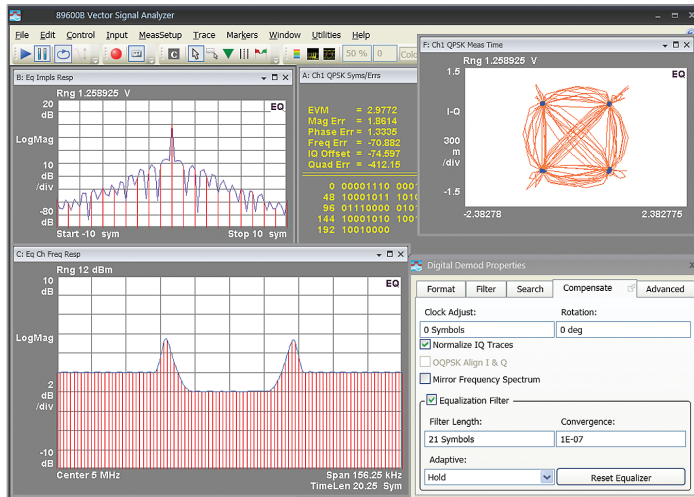 89600B Vector Signal Analyzer
File Edit Control Input MeasSetup Trace Markers Window Utilities Help
50 %
0
B: Eq Impls Resp
Rng 1.258925 V
EQ
20
dB
LogMag
10
dB
/div
-80
dB
Start -10 sym
Stop 10 sym
A: Ch1 QPSK Syms/Errs
EVM = 2.9772
Mag Err = 1.8614
Phase Err = 1.3335
Freq Err = -70.882
IQ Offset = -74.597
Quad Err = -412.15
0 00001110
48 10001011
96 01110000
144 10001010
192 10010000
F: Ch1 QPSK Meas Time
Rng 1.258925 V
EQ
1.5
I-Q
300
m
/div
-1.5
-2.38278
2.382775
C: Eq Ch Freq Resp
Rng 12 dBm
EQ
10
dB
LogMag
2
dB
/div
-10
dB
Center 5 MHz
Span 156.25 kHz
TimeLen 20.25 Sym
Digital Demod Properties
Format Filter Search Compensate Advanced
Clock Adjust:
Rotation:
0 Symbols
0 deg
Normalize IQ Traces
OQPSK Align I & Q
Mirror Frequency Spectrum
Equalization Filter
Filter Length:
Convergence:
21 Symbols
1E-07
Adaptive:
Hold
Reset Equalizer